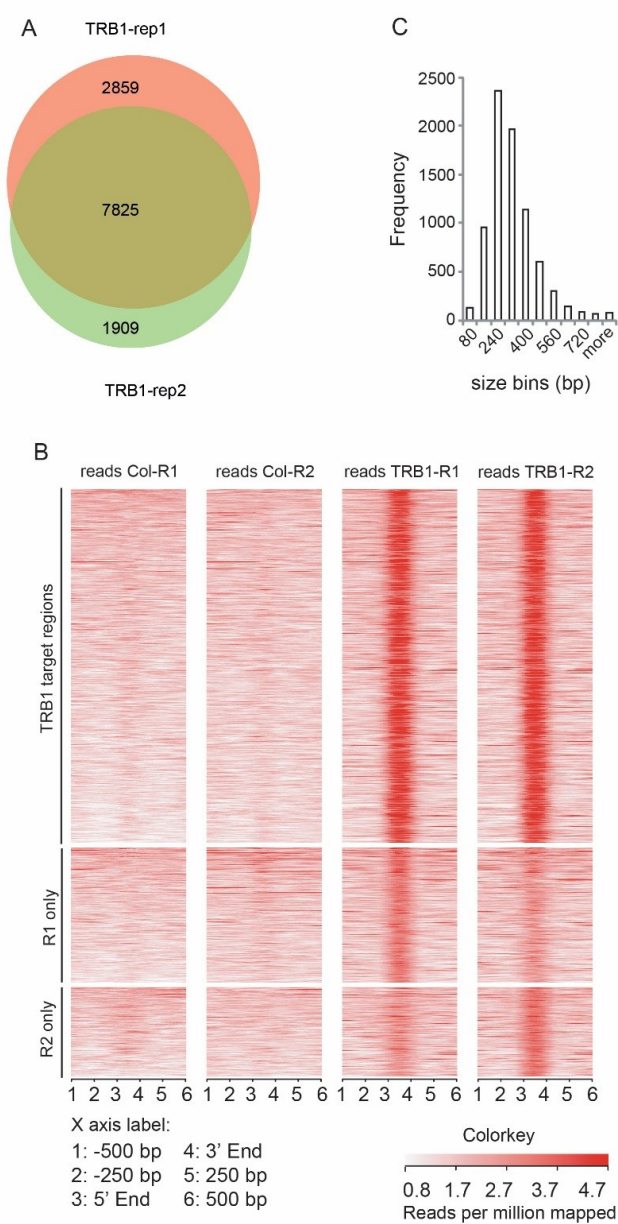 A
TRB1-rep1
2859
7825
1909
TRB1-rep2
C
2500
2000
1500
1000
500
0
Frequency
80 240 400 560 720 more
size bins (bp)
B
reads Col-R1 reads Col-R2 reads TRB1-R1 reads TRB1-R2
TRB1 target regions
R1 only
R2 only
1 2 3 4 5 6 1 2 3 4 5 6 1 2 3 4 5 6 1 2 3 4 5 6
X axis label:
1: -500 bp 4: 3’ End
2: -250 bp 5: 250 bp
3: 5’ End 6: 500 bp
Colorkey
0.8 1.7 2.7 3.7 4.7
Reads per million mapped